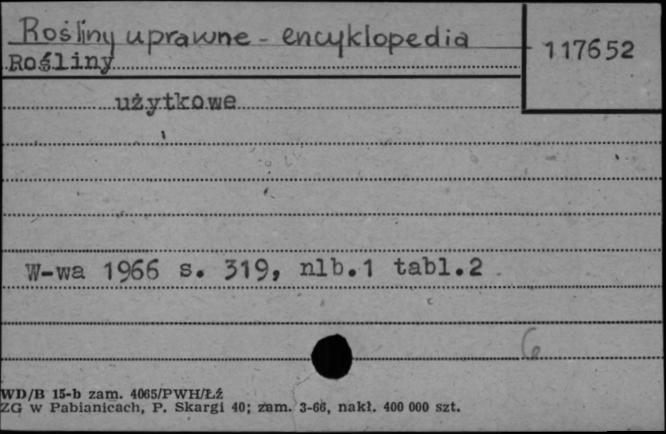 Rośliny uprawne - encyklopedia
117652
Rośliny
użytkowe
W-wa 1966 s. 319, nlb.1 tabl.2
6
WD/B 15-b zam. 4065/PWH/Łź
ZG w Pabianicach, P. Skargi 40; zam. 3-66, nakł. 400 000 szt.